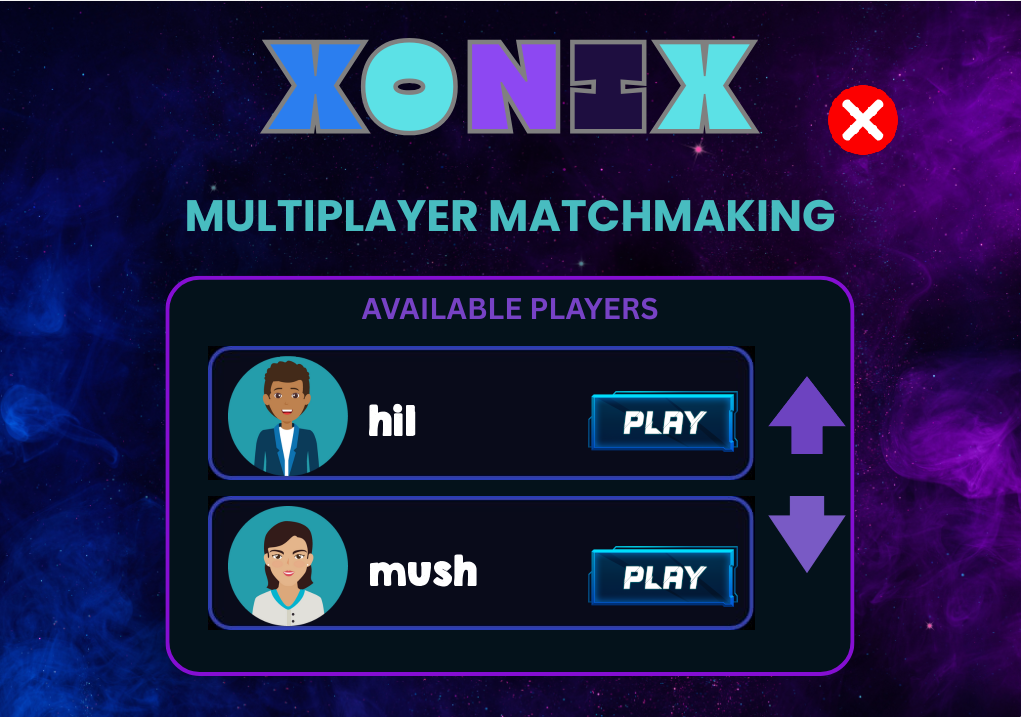 XONIX
MULTIPLAYER MATCHMAKING
AVAILABLE PLAYERS
hil
PLAY
mush
PLAY